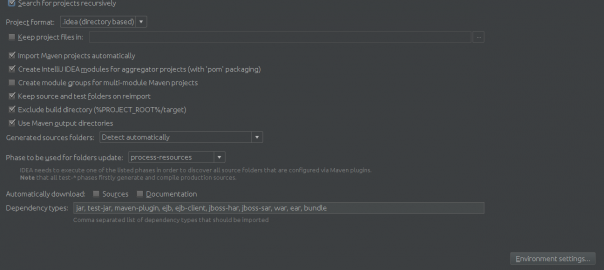 Search for projects recursively
Project format: .idea (directory based)
Keep project files in: ...
Import Maven projects automatically
Create IntelliJ IDEA modules for aggregator projects (with 'pom' packaging)
Create module groups for multi-module Maven projects
Keep source and test folders on reimport
Exclude build directory (%PROJECT_ROOT%/target)
Use Maven output directories
Generated sources folders: Detect automatically
Phase to be used for folders update: process-resources
IDEA needs to execute one of the listed phases in order to discover all source folders that are configured via Maven plugins.
Note that all test-* phases firstly generate and compile production sources.
Automatically download: Sources Documentation
Dependency types: jar, test-jar, maven-plugin, ejb, ejb-client, jboss-har, jboss-sar, war, ear, bundle
Comma separated list of dependency types that should be imported
Environment settings...